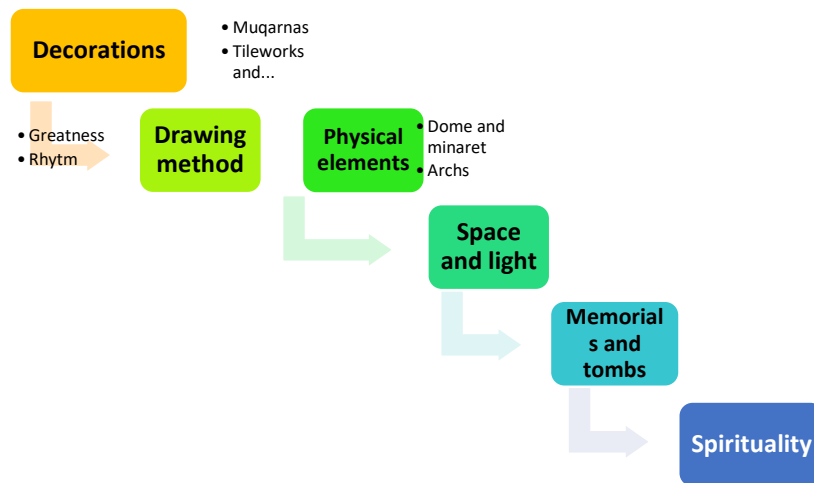 Decorations
• Muqarnas
• Tileworks
and...
• Greatness
• Rhytm
Drawing
method
Physical
elements
• Dome and
minaret
• Archs
Space
and light
Memorial
s and
tombs
Spirituality